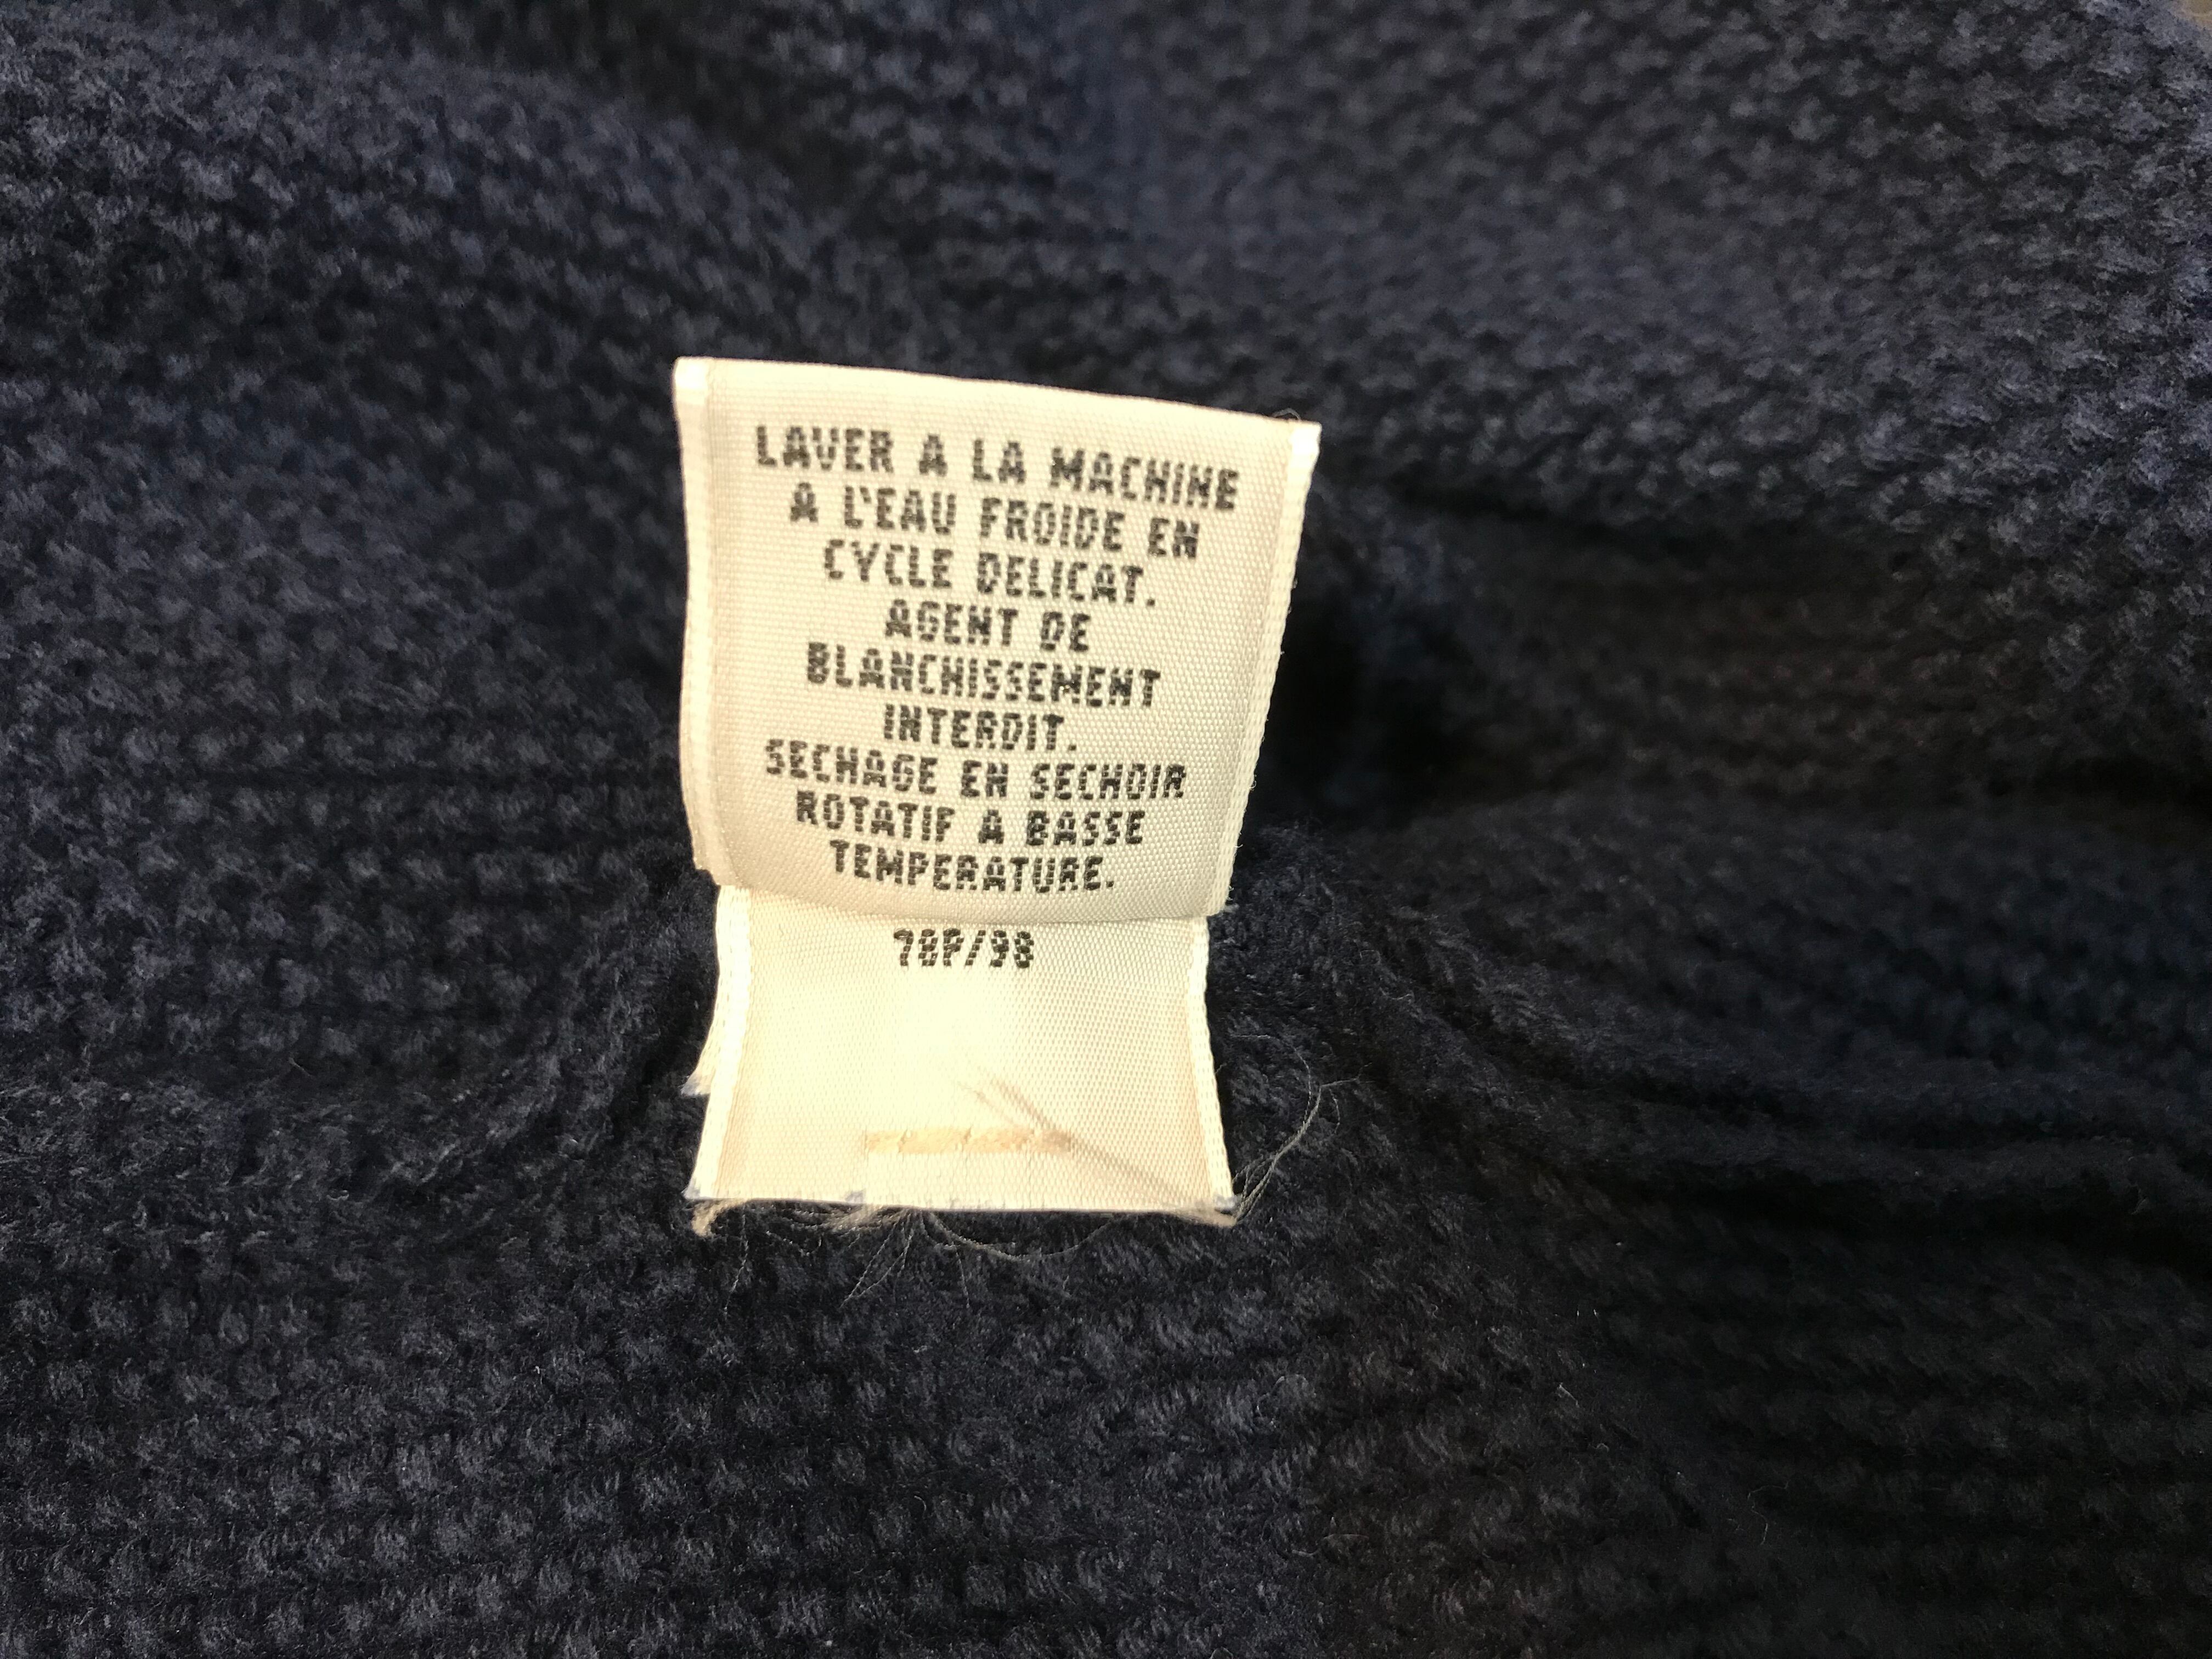 LAVER A LA MACHINE
A L'EAU FROIDE EN
CYCLE DELICAT.
AGENT DE
BLANCHISSEMENT
INTERDIT.
SECHAGE EN SECHOIR
ROTATIF A BASSE
TEMPERATURE.
78P/98